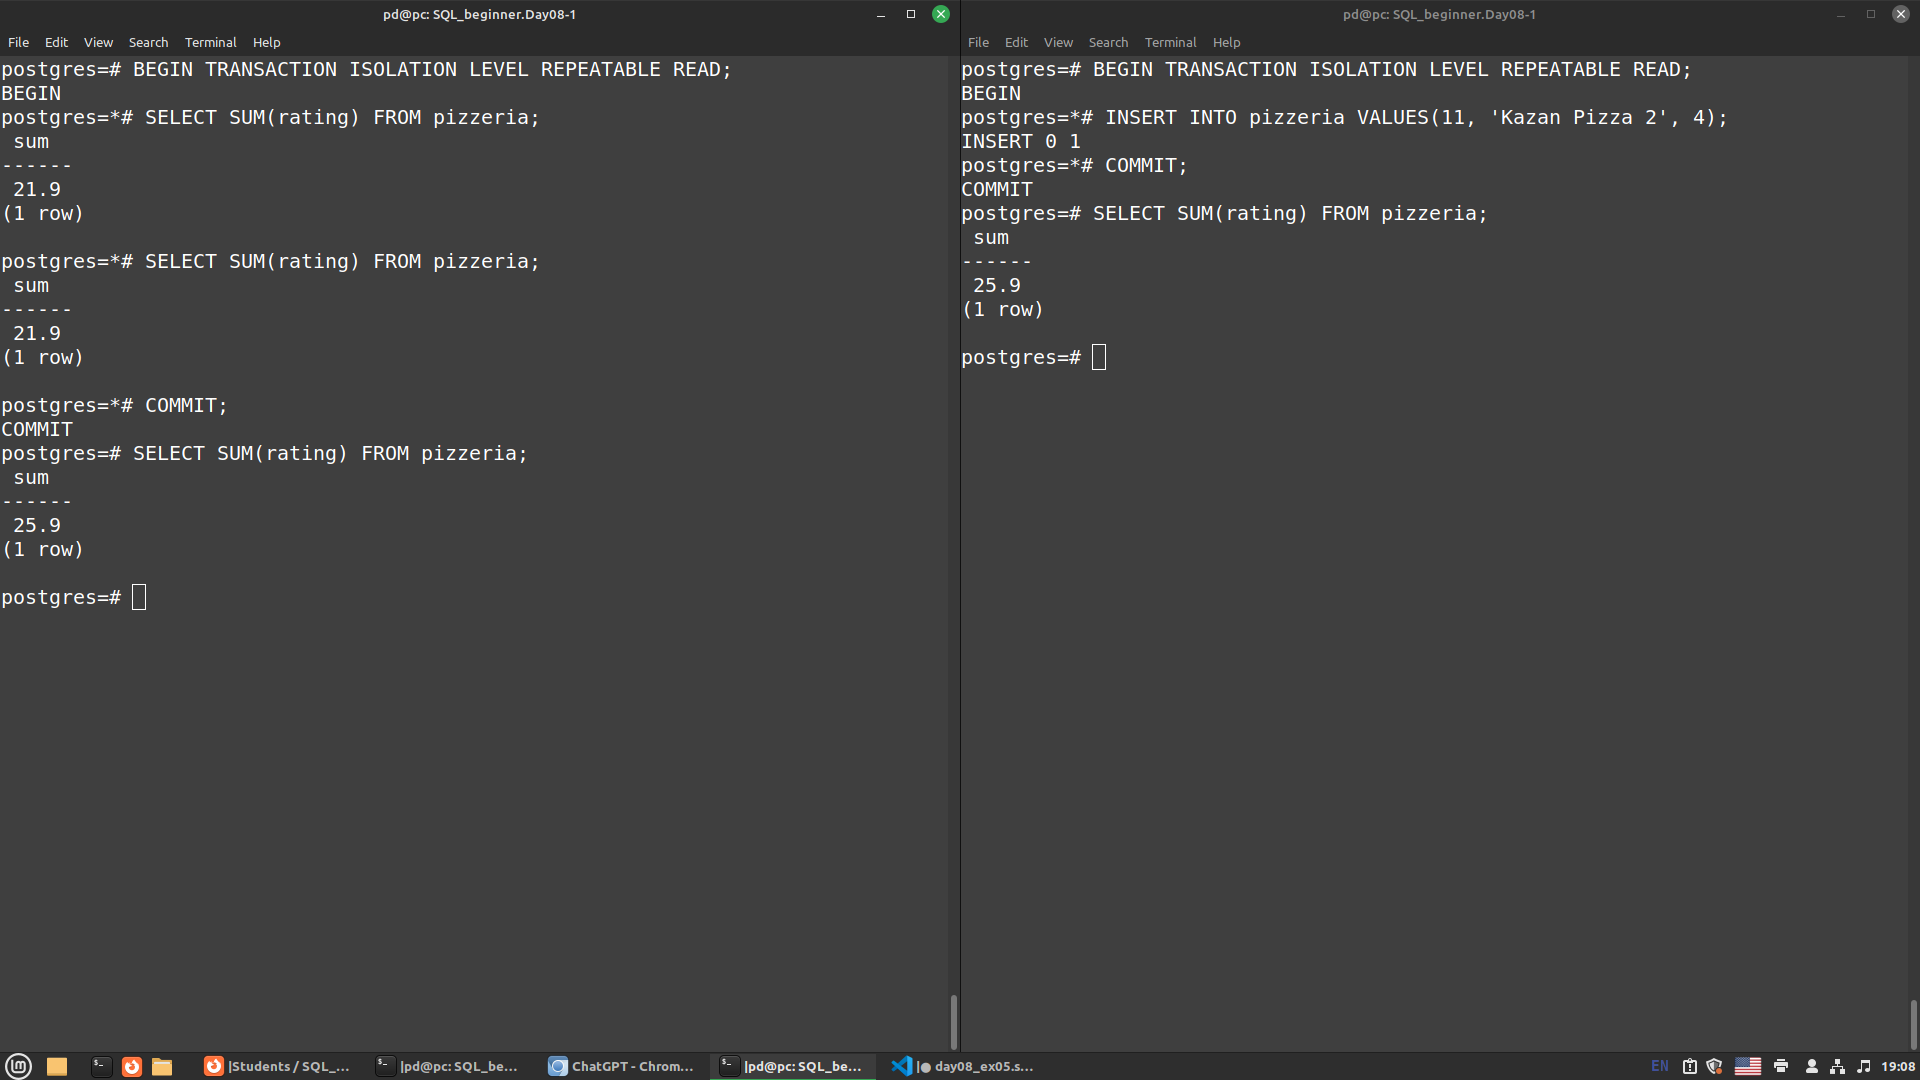 pd@pc: SQL_beginner.Day08-1
File Edit View Search Terminal Help
postgres=# BEGIN TRANSACTION ISOLATION LEVEL REPEATABLE READ;
BEGIN
postgres=*# SELECT SUM(rating) FROM pizzeria;
sum
------
21.9
(1 row)
postgres=*# SELECT SUM(rating) FROM pizzeria;
sum
------
21.9
(1 row)
postgres=*# COMMIT;
COMMIT
postgres=# SELECT SUM(rating) FROM pizzeria;
sum
------
25.9
(1 row)
postgres=#
pd@pc: SQL_beginner.Day08-1
File Edit View Search Terminal Help
postgres=# BEGIN TRANSACTION ISOLATION LEVEL REPEATABLE READ;
BEGIN
postgres=*# INSERT INTO pizzeria VALUES(11, 'Kazan Pizza 2', 4);
INSERT 0 1
postgres=*# COMMIT;
COMMIT
postgres=# SELECT SUM(rating) FROM pizzeria;
sum
------
25.9
(1 row)
postgres=#
|Students / SQL_... |pd@pc: SQL_be... ChatGPT - Chrom... |pd@pc: SQL_be... |● day08_ex05.s... EN 19:08